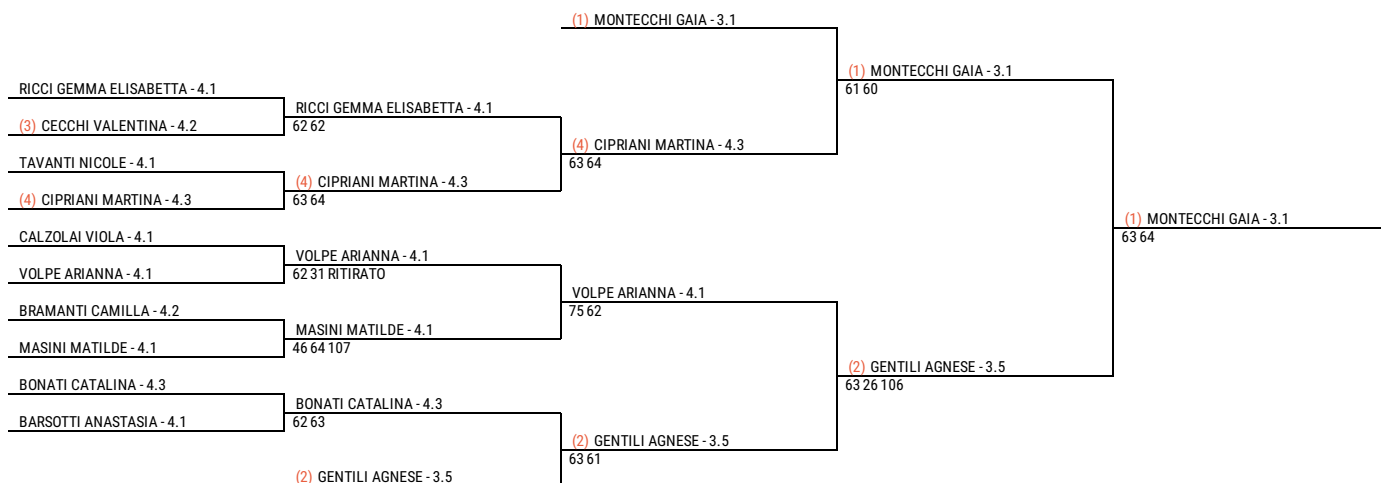 (1) MONTECCHI GAIA - 3.1
(1) MONTECCHI GAIA - 3.1
61 60
RICCI GEMMA ELISABETTA - 4.1
RICCI GEMMA ELISABETTA - 4.1
62 62
(3) CECCHI VALENTINA - 4.2
(4) CIPRIANI MARTINA - 4.3
63 64
TAVANTI NICOLE - 4.1
(4) CIPRIANI MARTINA - 4.3
63 64
(4) CIPRIANI MARTINA - 4.3
(1) MONTECCHI GAIA - 3.1
63 64
CALZOLAI VIOLA - 4.1
VOLPE ARIANNA - 4.1
62 31 RITIRATO
VOLPE ARIANNA - 4.1
VOLPE ARIANNA - 4.1
75 62
BRAMANTI CAMILLA - 4.2
MASINI MATILDE - 4.1
46 64 107
MASINI MATILDE - 4.1
(2) GENTILI AGNESE - 3.5
63 26 106
BONATI CATALINA - 4.3
BONATI CATALINA - 4.3
62 63
BARSOTTI ANASTASIA - 4.1
(2) GENTILI AGNESE - 3.5
63 61
(2) GENTILI AGNESE - 3.5